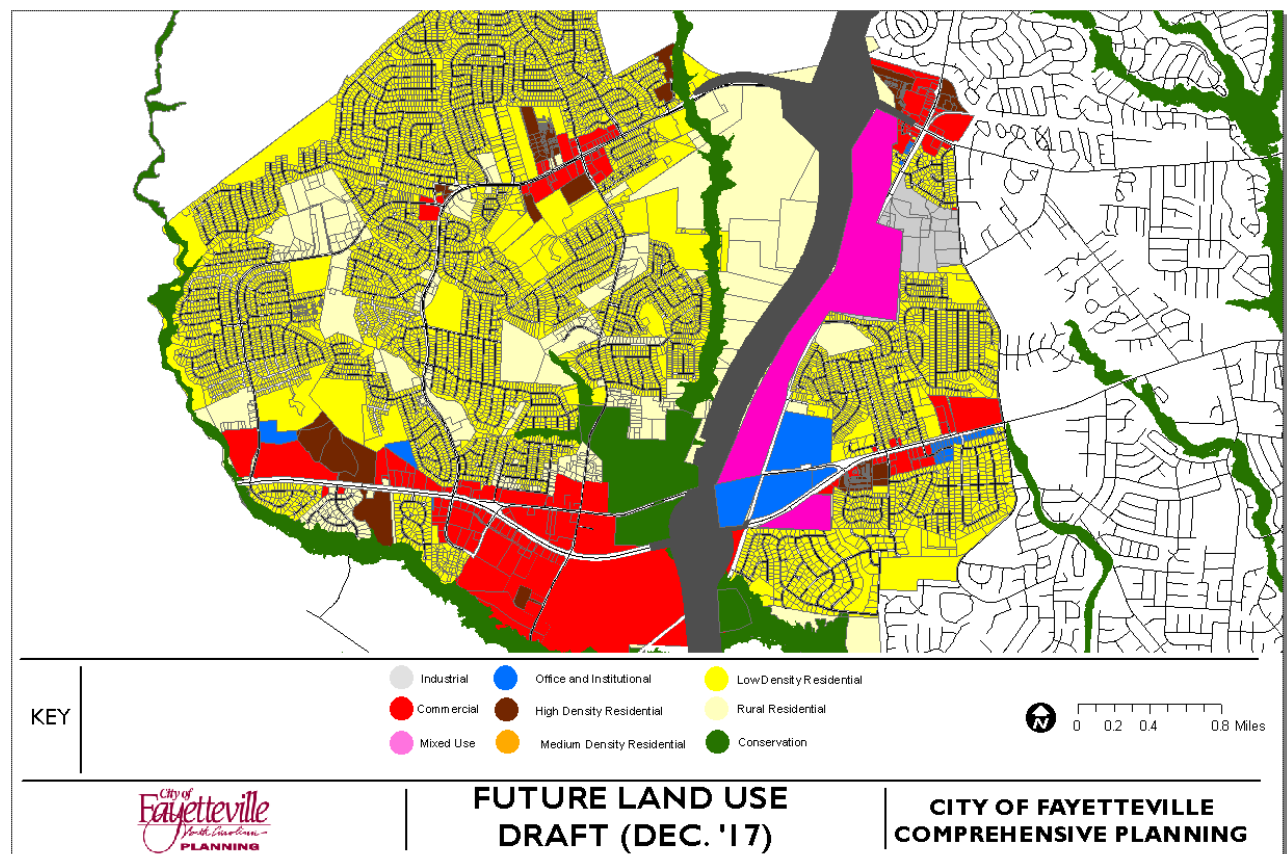 KEY
Industrial
Office and Institutional
Low Density Residential
Commercial
High Density Residential
Rural Residential
Mixed Use
Medium Density Residential
Conservation
N
0 0.2 0.4 0.8 Miles
City of
Fayetteville
North Carolina
PLANNING
FUTURE LAND USE
DRAFT (DEC. '17)
CITY OF FAYETTEVILLE
COMPREHENSIVE PLANNING